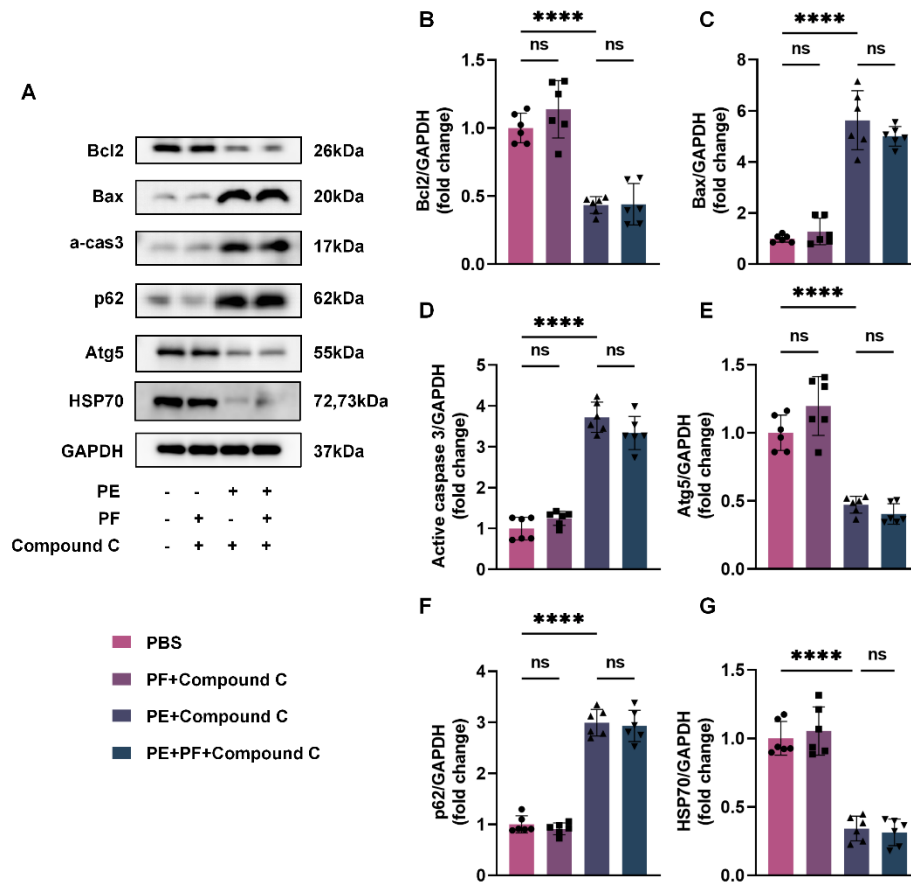 A
Bcl2 26kDa
Bax 20kDa
a-cas3 17kDa
p62 62kDa
Atg5 55kDa
HSP70 72,73kDa
GAPDH 37kDa
PE - - + +
PF - + - +
Compound C - + + +
PBS
PF+Compound C
PE+Compound C
PE+PF+Compound C
B
****
ns ns
Bcl2/GAPDH
(fold change)
1.5
1.0
0.5
0.0
C
****
ns ns
Bax/GAPDH
(fold change)
8
6
4
2
0
D
****
ns ns
Active caspase 3/GAPDH
(fold change)
5
4
3
2
1
0
E
****
ns ns
Atg5/GAPDH
(fold change)
1.5
1.0
0.5
0.0
F
****
ns ns
p62/GAPDH
(fold change)
4
3
2
1
0
G
**** ns
HSP70/GAPDH
(fold change)
1.5
1.0
0.5
0.0